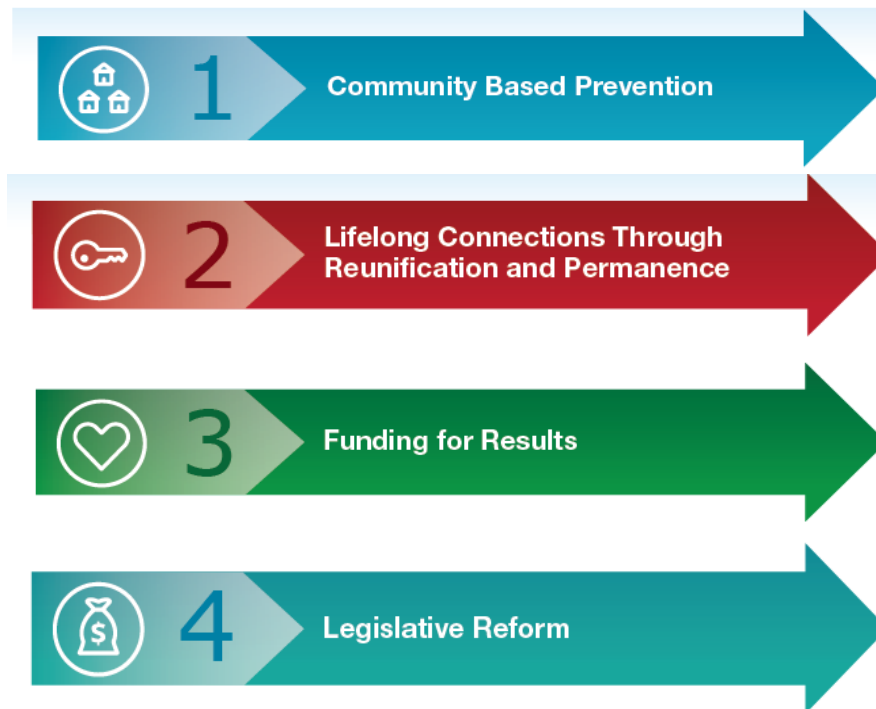 1
Community Based Prevention
2
Lifelong Connections Through
Reunification and Permanence
3
Funding for Results
$
4
Legislative Reform